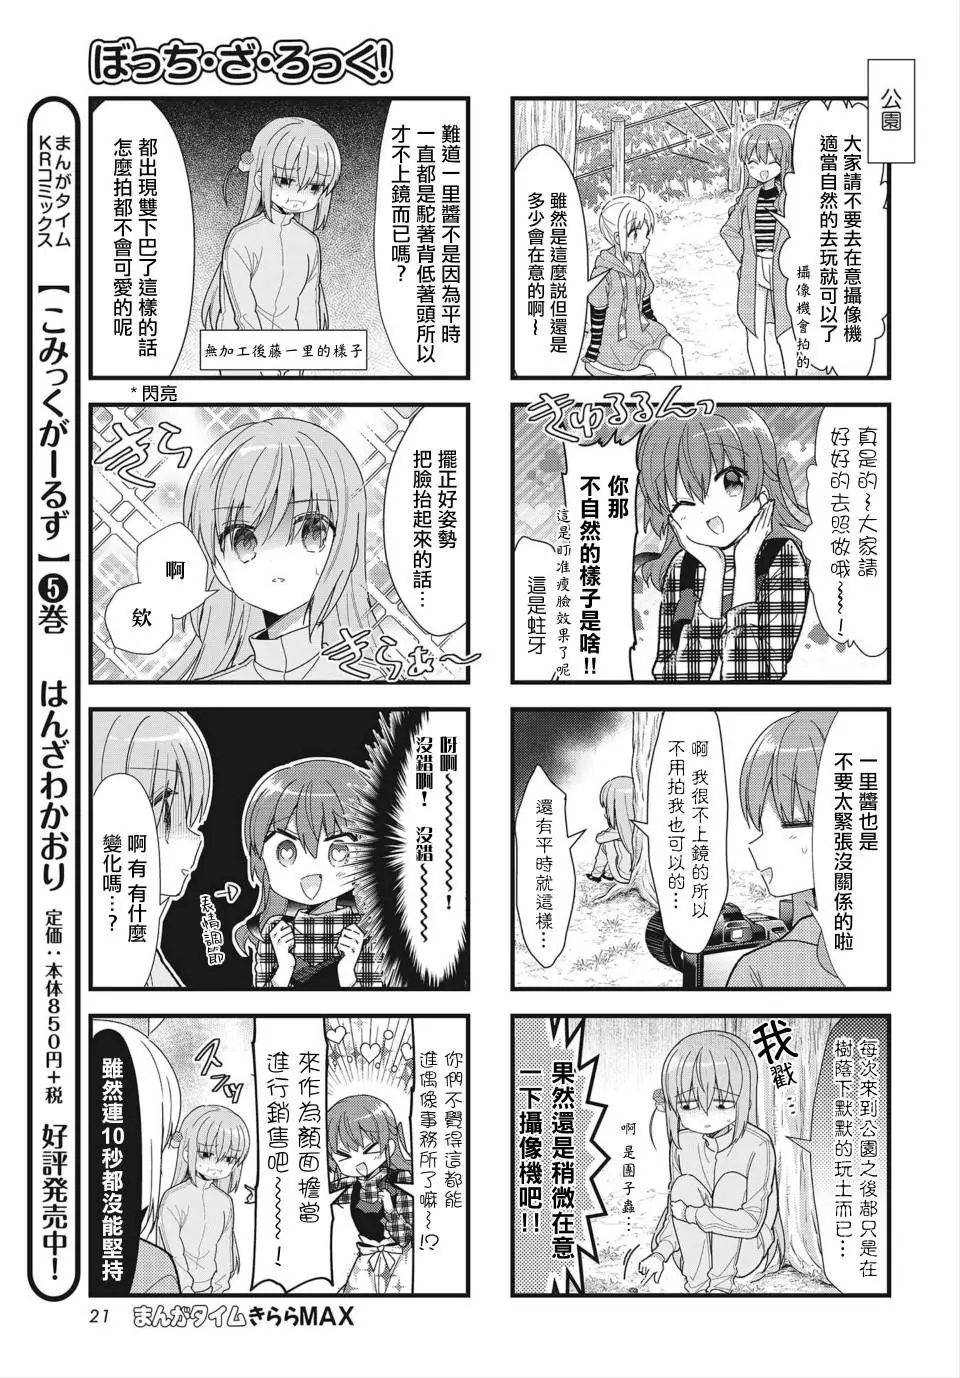 ぼっち・ざ・ろっく!
公園
大家請不要去在意攝像機
適當自然的去玩就可以了
攝像機會拍的
雖然是這麼說但還是
多少會在意的啊~
きゅるるるんっ
真是的~大家請
好好的去照做哦~~~~!
你那
不自然的樣子是啥!!
這是盯准瘦臉效果了呢
這是蛀牙
一里醬也是
不要太緊張沒關係的啦
啊 我很不上鏡的所以
不用拍我也可以的…
還有平時就這樣…
每次來到公園之後都只是在
樹蔭下默默的玩土而已…
我戳
啊 是團子蟲…
果然還是稍微在意
一下攝像機吧!!
難道一里醬不是因為平時
一直都是駝著背低著頭所以
才不上鏡而已嗎?
都出現雙下巴了這樣的話
怎麼拍都不會可愛的呢
無加工後藤一里的樣子
*閃亮
きらら
擺正好姿勢
把臉抬起來的話…
啊
欸
きらぁ~
呀啊~~~~~~!
沒錯啊! 沒錯~~~~~~!
表情調節
啊 有 有什麼
變化嗎…?
你們不覺得這都能
進偶像事務所了嘛~!?
來作為顏面擔當
進行銷售吧~~~~!
スゥッ
雖然連10秒都沒能堅持
まんがタイム
KRコミックス
【こみっくがーるず】❺巻 はんざわかおり 定価:本体850円+税 好評発売中!
21 まんがタイムきららMAX